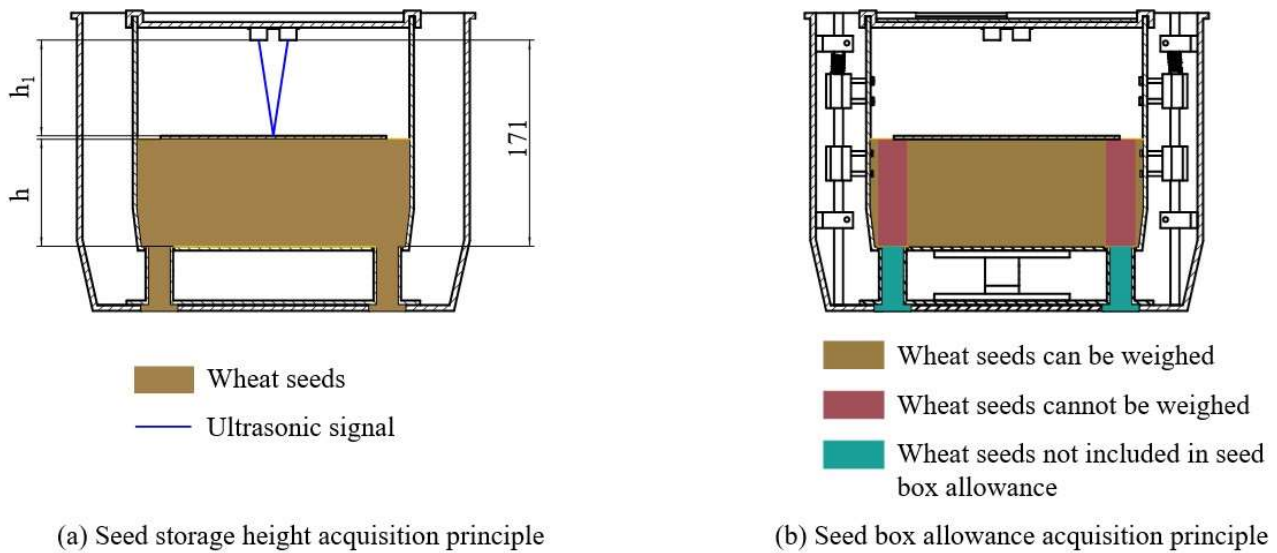 h₁
h
171
Wheat seeds
Ultrasonic signal
(a) Seed storage height acquisition principle
Wheat seeds can be weighed
Wheat seeds cannot be weighed
Wheat seeds not included in seed
box allowance
(b) Seed box allowance acquisition principle